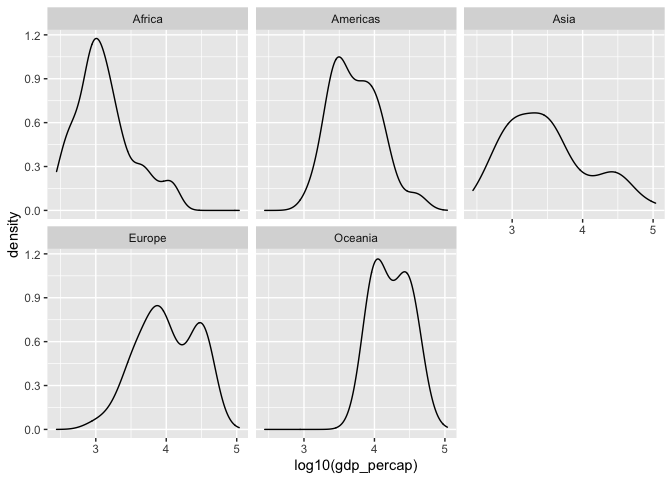 Africa
Americas
Asia
1.2
0.9
0.6
0.3
0.0
3 4 5
density
Europe
Oceania
1.2
0.9
0.6
0.3
0.0
3 4 5
3 4 5
log10(gdp_percap)